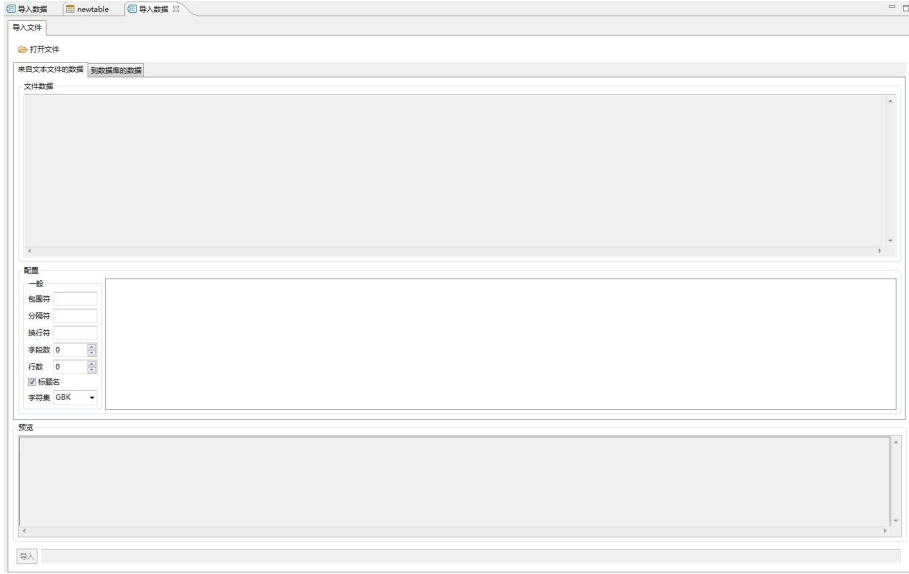 导入数据 newtable 导入数据
导入文件
打开文件
来自文本文件的数据 到数据库的数据
文件数据
配置
一般
包围符
分隔符
换行符
字段数 0
行数 0
标题名
字符集 GBK
预览
导入